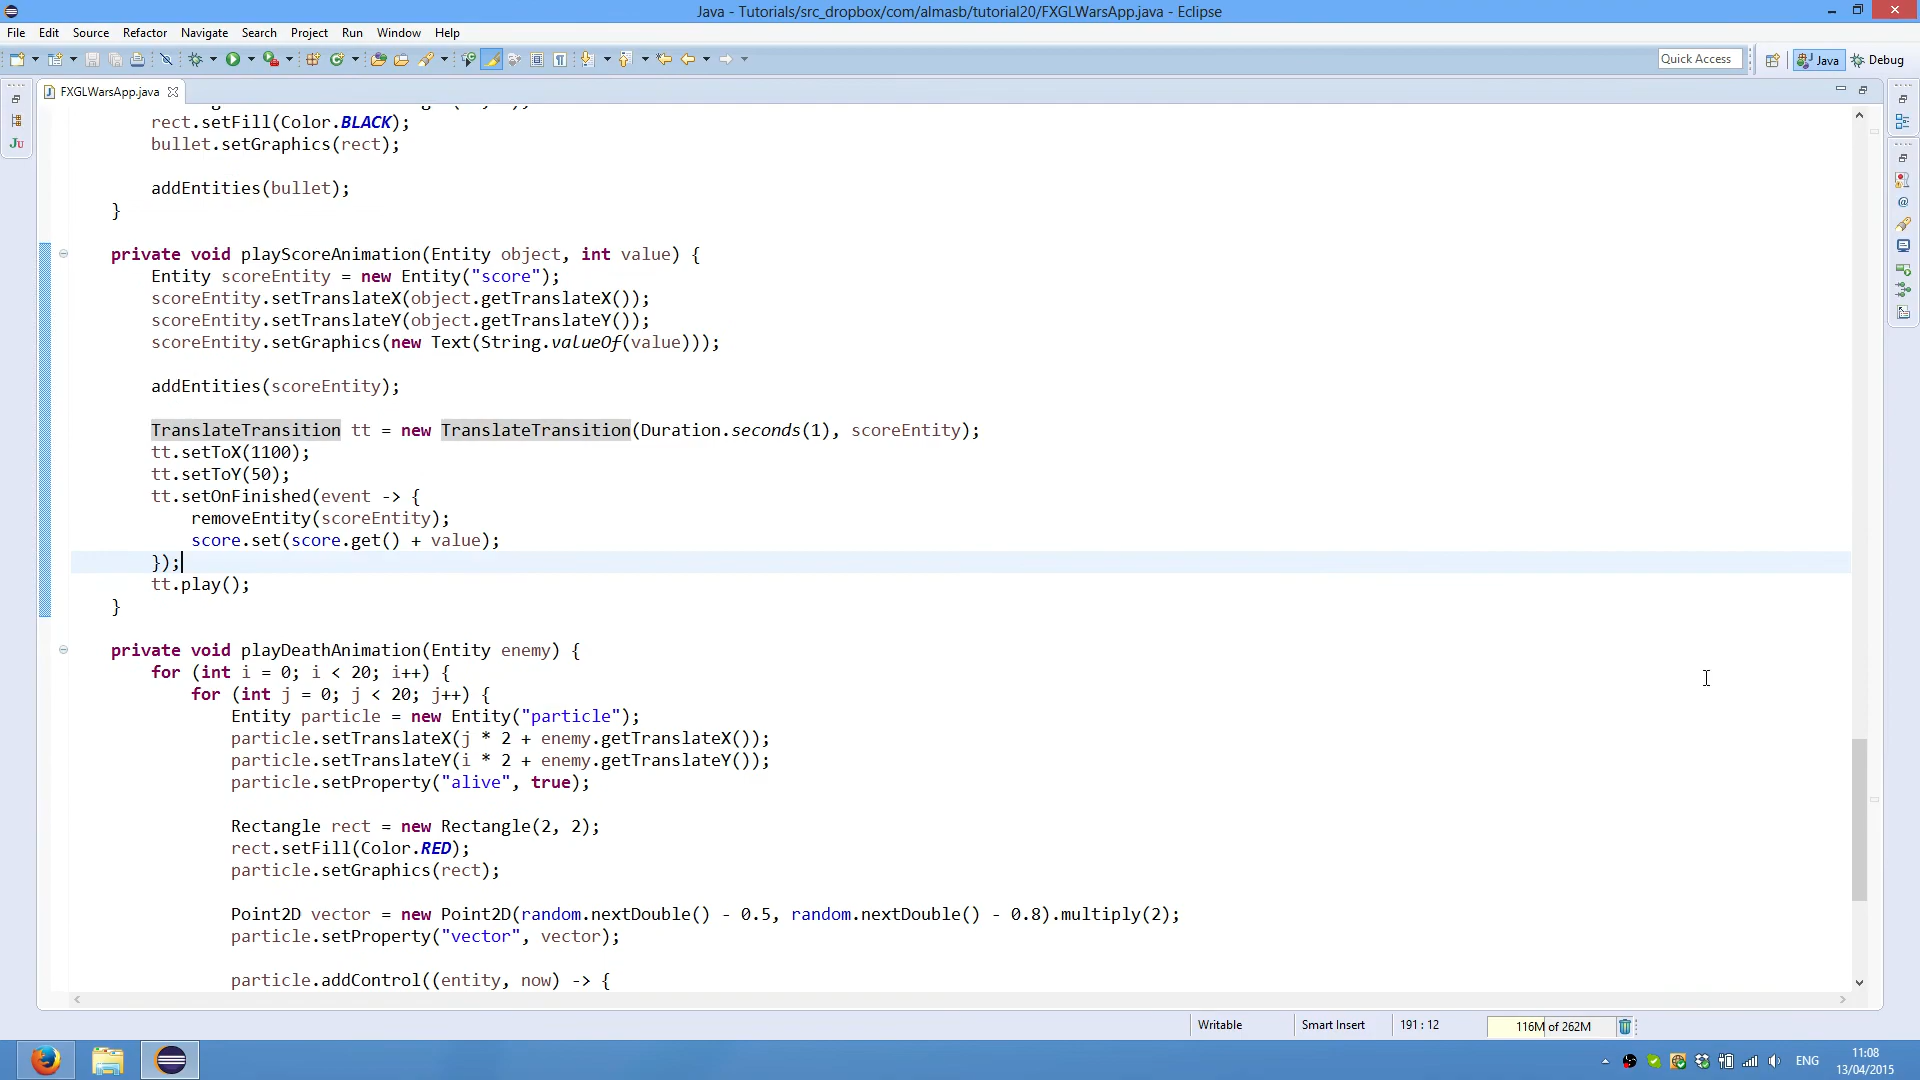 Java - Tutorials/src_dropbox/com/almasb/tutorial20/FXGLWarsApp.java - Eclipse
File Edit Source Refactor Navigate Search Project Run Window Help
Quick Access Java Debug
FXGLWarsApp.java
rect.setFill(Color.BLACK);
bullet.setGraphics(rect);
addEntities(bullet);
}
private void playScoreAnimation(Entity object, int value) {
Entity scoreEntity = new Entity("score");
scoreEntity.setTranslateX(object.getTranslateX());
scoreEntity.setTranslateY(object.getTranslateY());
scoreEntity.setGraphics(new Text(String.valueOf(value)));
addEntities(scoreEntity);
TranslateTransition tt = new TranslateTransition(Duration.seconds(1), scoreEntity);
tt.setToX(1100);
tt.setToY(50);
tt.setOnFinished(event -> {
removeEntity(scoreEntity);
score.set(score.get() + value);
});
tt.play();
}
private void playDeathAnimation(Entity enemy) {
for (int i = 0; i < 20; i++) {
for (int j = 0; j < 20; j++) {
Entity particle = new Entity("particle");
particle.setTranslateX(j * 2 + enemy.getTranslateX());
particle.setTranslateY(i * 2 + enemy.getTranslateY());
particle.setProperty("alive", true);
Rectangle rect = new Rectangle(2, 2);
rect.setFill(Color.RED);
particle.setGraphics(rect);
Point2D vector = new Point2D(random.nextDouble() - 0.5, random.nextDouble() - 0.8).multiply(2);
particle.setProperty("vector", vector);
particle.addControl((entity, now) -> {
Writable Smart Insert 191 : 12 116M of 262M
ENG 11:08
13/04/2015